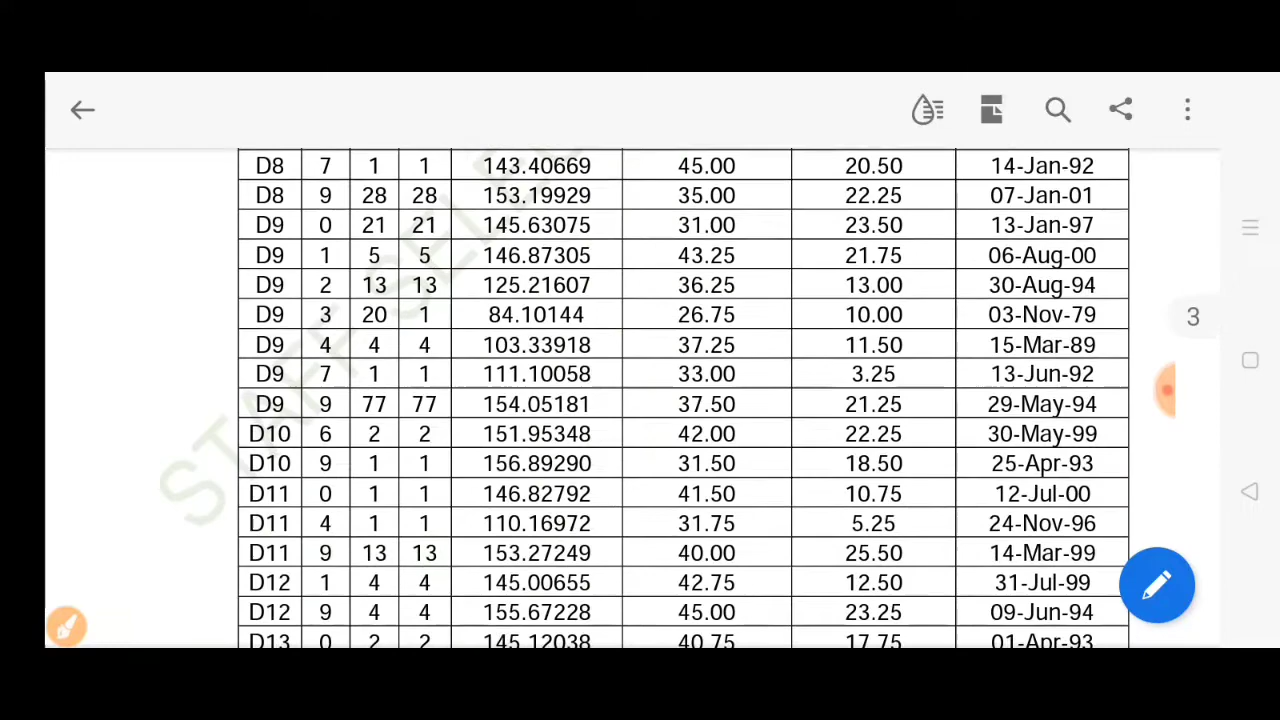 D8 7 1 1 143.40669 45.00 20.50 14-Jan-92
D8 9 28 28 153.19929 35.00 22.25 07-Jan-01
D9 0 21 21 145.63075 31.00 23.50 13-Jan-97
D9 1 5 5 146.87305 43.25 21.75 06-Aug-00
D9 2 13 13 125.21607 36.25 13.00 30-Aug-94
D9 3 20 1 84.10144 26.75 10.00 03-Nov-79
3
D9 4 4 4 103.33918 37.25 11.50 15-Mar-89
D9 7 1 1 111.10058 33.00 3.25 13-Jun-92
D9 9 77 77 154.05181 37.50 21.25 29-May-94
D10 6 2 2 151.95348 42.00 22.25 30-May-99
D10 9 1 1 156.89290 31.50 18.50 25-Apr-93
D11 0 1 1 146.82792 41.50 10.75 12-Jul-00
D11 4 1 1 110.16972 31.75 5.25 24-Nov-96
D11 9 13 13 153.27249 40.00 25.50 14-Mar-99
D12 1 4 4 145.00655 42.75 12.50 31-Jul-99
D12 9 4 4 155.67228 45.00 23.25 09-Jun-94
D13 0 2 2 145.12038 40.75 17.75 01-Apr-93
STAFF SELE